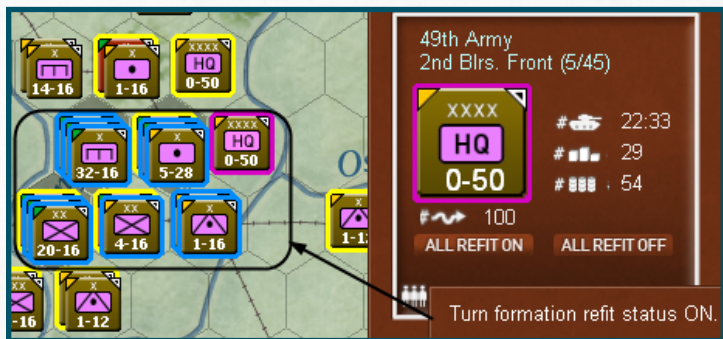 x
14-16
x
1-16
xxxx
HQ
0-50
x
32-16
x
5-28
xxxx
HQ
0-50
Os
xx
20-16
xx
4-16
x
1-16
1-1
xx
-16
x
1-12
49th Army
2nd Blrs. Front (5/45)
xxxx
HQ
0-50
# 22:33
# 29
# 54
# 100
ALL REFIT ON
ALL REFIT OFF
Turn formation refit status ON.